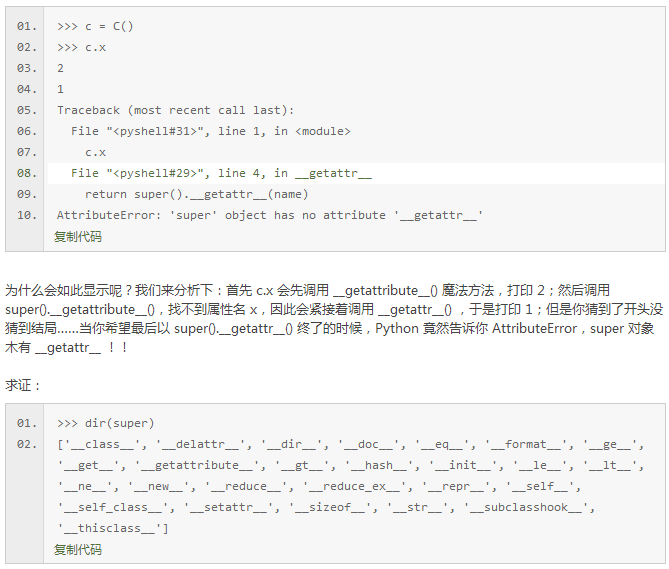 01. >>> c = C()
02. >>> c.x
03. 2
04. 1
05. Traceback (most recent call last):
06.   File "<pyshell#31>", line 1, in <module>
07.     c.x
08.   File "<pyshell#29>", line 4, in __getattr__
09.     return super().__getattr__(name)
10. AttributeError: 'super' object has no attribute '__getattr__'
复制代码
为什么会如此显示呢？我们来分析下：首先 c.x 会先调用 __getattribute__() 魔法方法，打印 2；然后调用
super().__getattribute__()，找不到属性名 x，因此会紧接着调用 __getattr__() ，于是打印 1；但是你猜到了开头没
猜到结局……当你希望最后以 super().__getattr__() 终了的时候，Python 竟然告诉你 AttributeError，super 对象
木有 __getattr__ ！！
求证：
01. >>> dir(super)
02. ['__class__', '__delattr__', '__dir__', '__doc__', '__eq__', '__format__', '__ge__',
'__get__', '__getattribute__', '__gt__', '__hash__', '__init__', '__le__', '__lt__',
'__ne__', '__new__', '__reduce__', '__reduce_ex__', '__repr__', '__self__',
'__self_class__', '__setattr__', '__sizeof__', '__str__', '__subclasshook__',
'__thisclass__']
复制代码